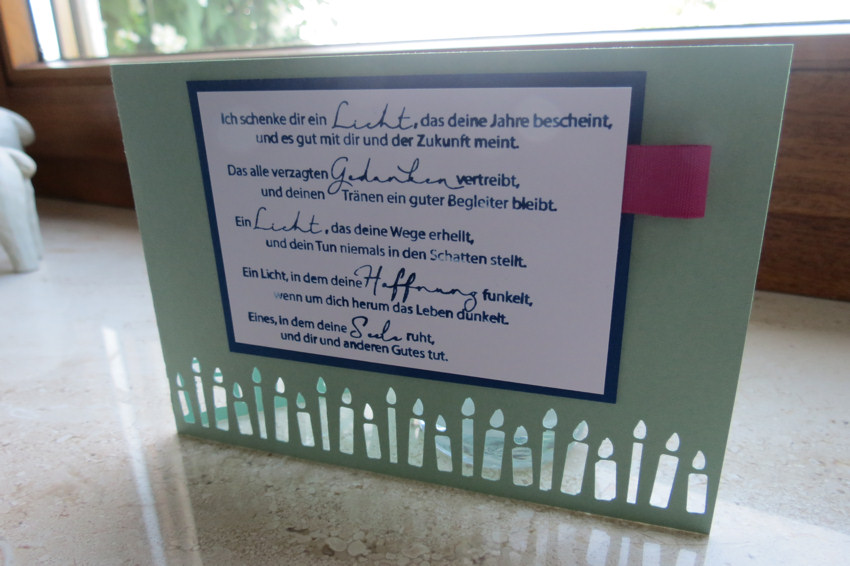 Ich schenke dir ein Licht, das deine Jahre bescheint,
und es gut mit dir und der Zukunft meint.
Das alle verzagten Gedanken vertreibt,
und deinen Tränen ein guter Begleiter bleibt.
Ein Licht, das deine Wege erhellt,
und dein Tun niemals in den Schatten stellt.
Ein Licht, in dem deine Hoffnung funkelt,
wenn um dich herum das Leben dunkelt.
Eines, in dem deine Seele ruht,
und dir und anderen Gutes tut.